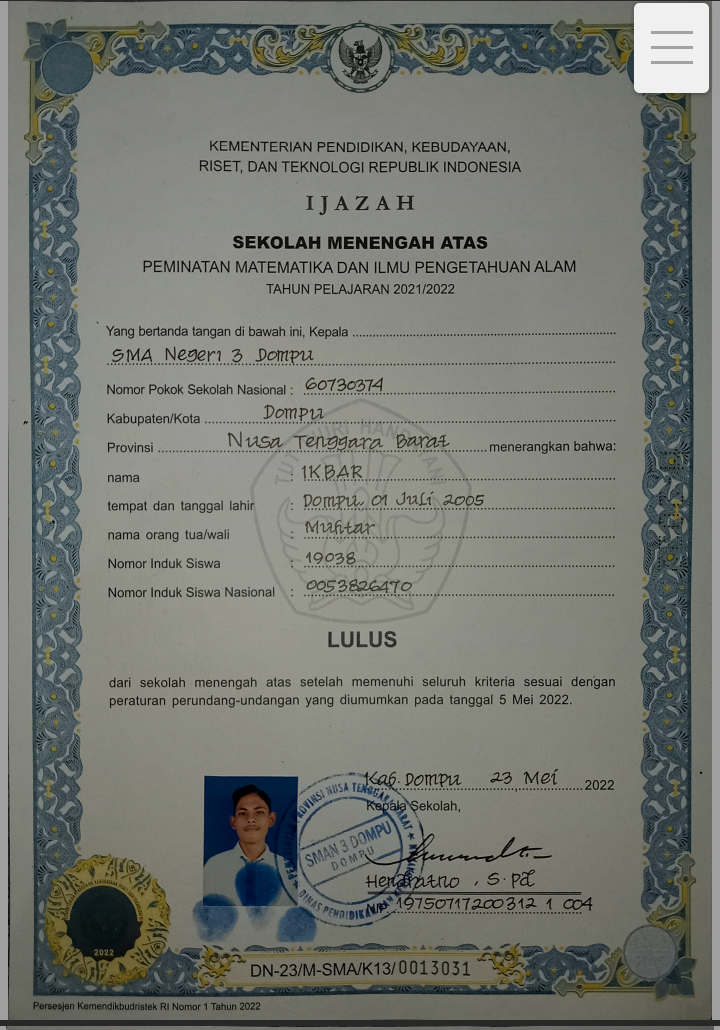 KEMENTERIAN PENDIDIKAN, KEBUDAYAAN,
RISET, DAN TEKNOLOGI REPUBLIK INDONESIA
IJAZAH
SEKOLAH MENENGAH ATAS
PEMINATAN MATEMATIKA DAN ILMU PENGETAHUAN ALAM
TAHUN PELAJARAN 2021/2022
Yang bertanda tangan di bawah ini, Kepala
SMA Negeri 3 Dompu
Nomor Pokok Sekolah Nasional : 60730374
Kabupaten/Kota Dompu
Provinsi Nusa Tenggara Barat menerangkan bahwa:
nama : IKBAR
tempat dan tanggal lahir : Dompu 01 Juli 2005
nama orang tua/wali : Muhtar
Nomor Induk Siswa : 19038
Nomor Induk Siswa Nasional : 0053826470
TUT WURI HANDAYANI
LULUS
dari sekolah menengah atas setelah memenuhi seluruh kriteria sesuai dengan
peraturan perundang-undangan yang diumumkan pada tanggal 5 Mei 2022.
Kab. Dompu 23 Mei 2022
Kepala Sekolah,
SMAN 3 DOMPU
DOMPU
Hendratno, S.Pd
NIP. 19750717200312 1 004
2022
DN-23/M-SMA/K13/0013031
Persesjen Kemendikbudristek RI Nomor 1 Tahun 2022